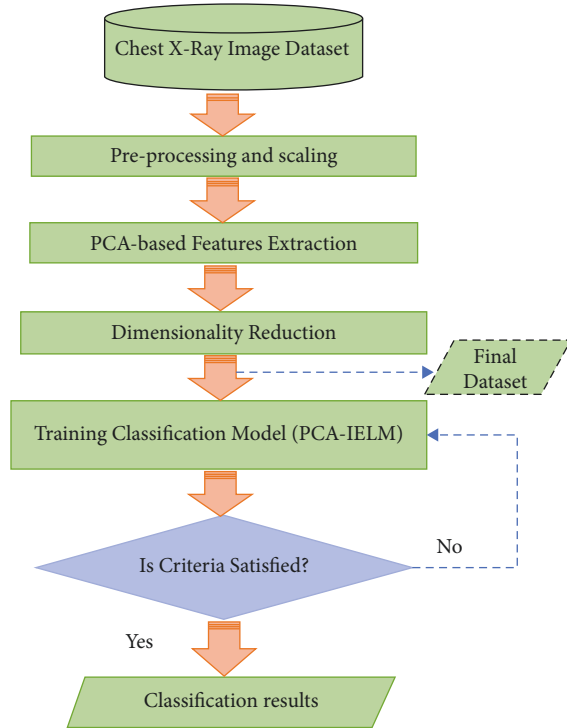 Chest X-Ray Image Dataset
Pre-processing and scaling
PCA-based Features Extraction
Dimensionality Reduction
Final
Dataset
Training Classification Model (PCA-IELM)
Is Criteria Satisfied?
No
Yes
Classification results